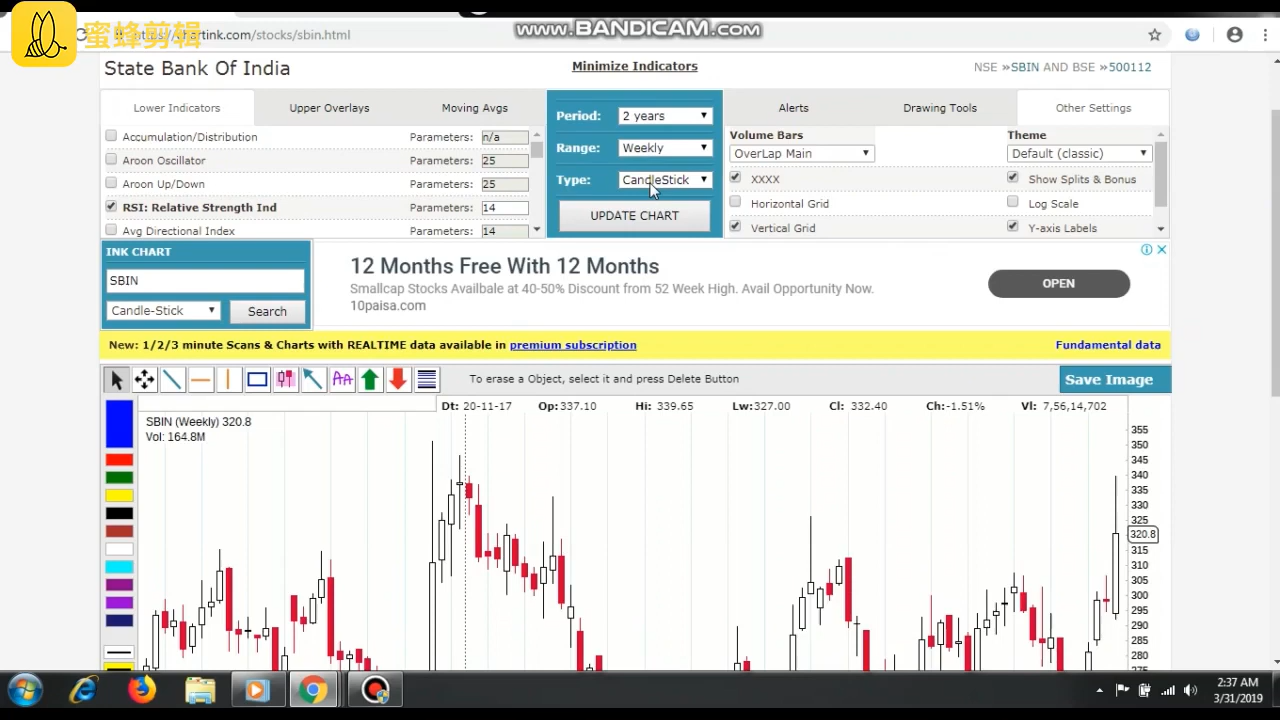 蜜蜂剪辑
www.BANDICAM.com
https://chartink.com/stocks/sbin.html
State Bank Of India
Minimize Indicators
NSE »SBIN AND BSE »500112
Lower Indicators
Upper Overlays
Moving Avgs
Period:
2 years
Alerts
Drawing Tools
Other Settings
Accumulation/Distribution
Parameters:
n/a
Volume Bars
Theme
Range:
Weekly
OverLap Main
Default (classic)
Aroon Oscillator
Parameters:
25
Type:
CandleStick
XXXX
Show Splits & Bonus
Aroon Up/Down
Parameters:
25
Horizontal Grid
Log Scale
RSI: Relative Strength Ind
Parameters:
14
UPDATE CHART
Vertical Grid
Y-axis Labels
Avg Directional Index
Parameters:
14
INK CHART
SBIN
Candle-Stick
Search
12 Months Free With 12 Months
Smallcap Stocks Availbale at 40-50% Discount from 52 Week High. Avail Opportunity Now.
10paisa.com
OPEN
New: 1/2/3 minute Scans & Charts with REALTIME data available in premium subscription
Fundamental data
To erase a Object, select it and press Delete Button
Save Image
Dt: 20-11-17 Op:337.10 Hi: 339.65 Lw:327.00 Cl: 332.40 Ch:-1.51% Vl: 7,56,14,702
SBIN (Weekly) 320.8
Vol: 164.8M
355
350
345
340
335
330
325
320.8
315
310
305
300
295
290
285
280
275
2:37 AM
3/31/2019